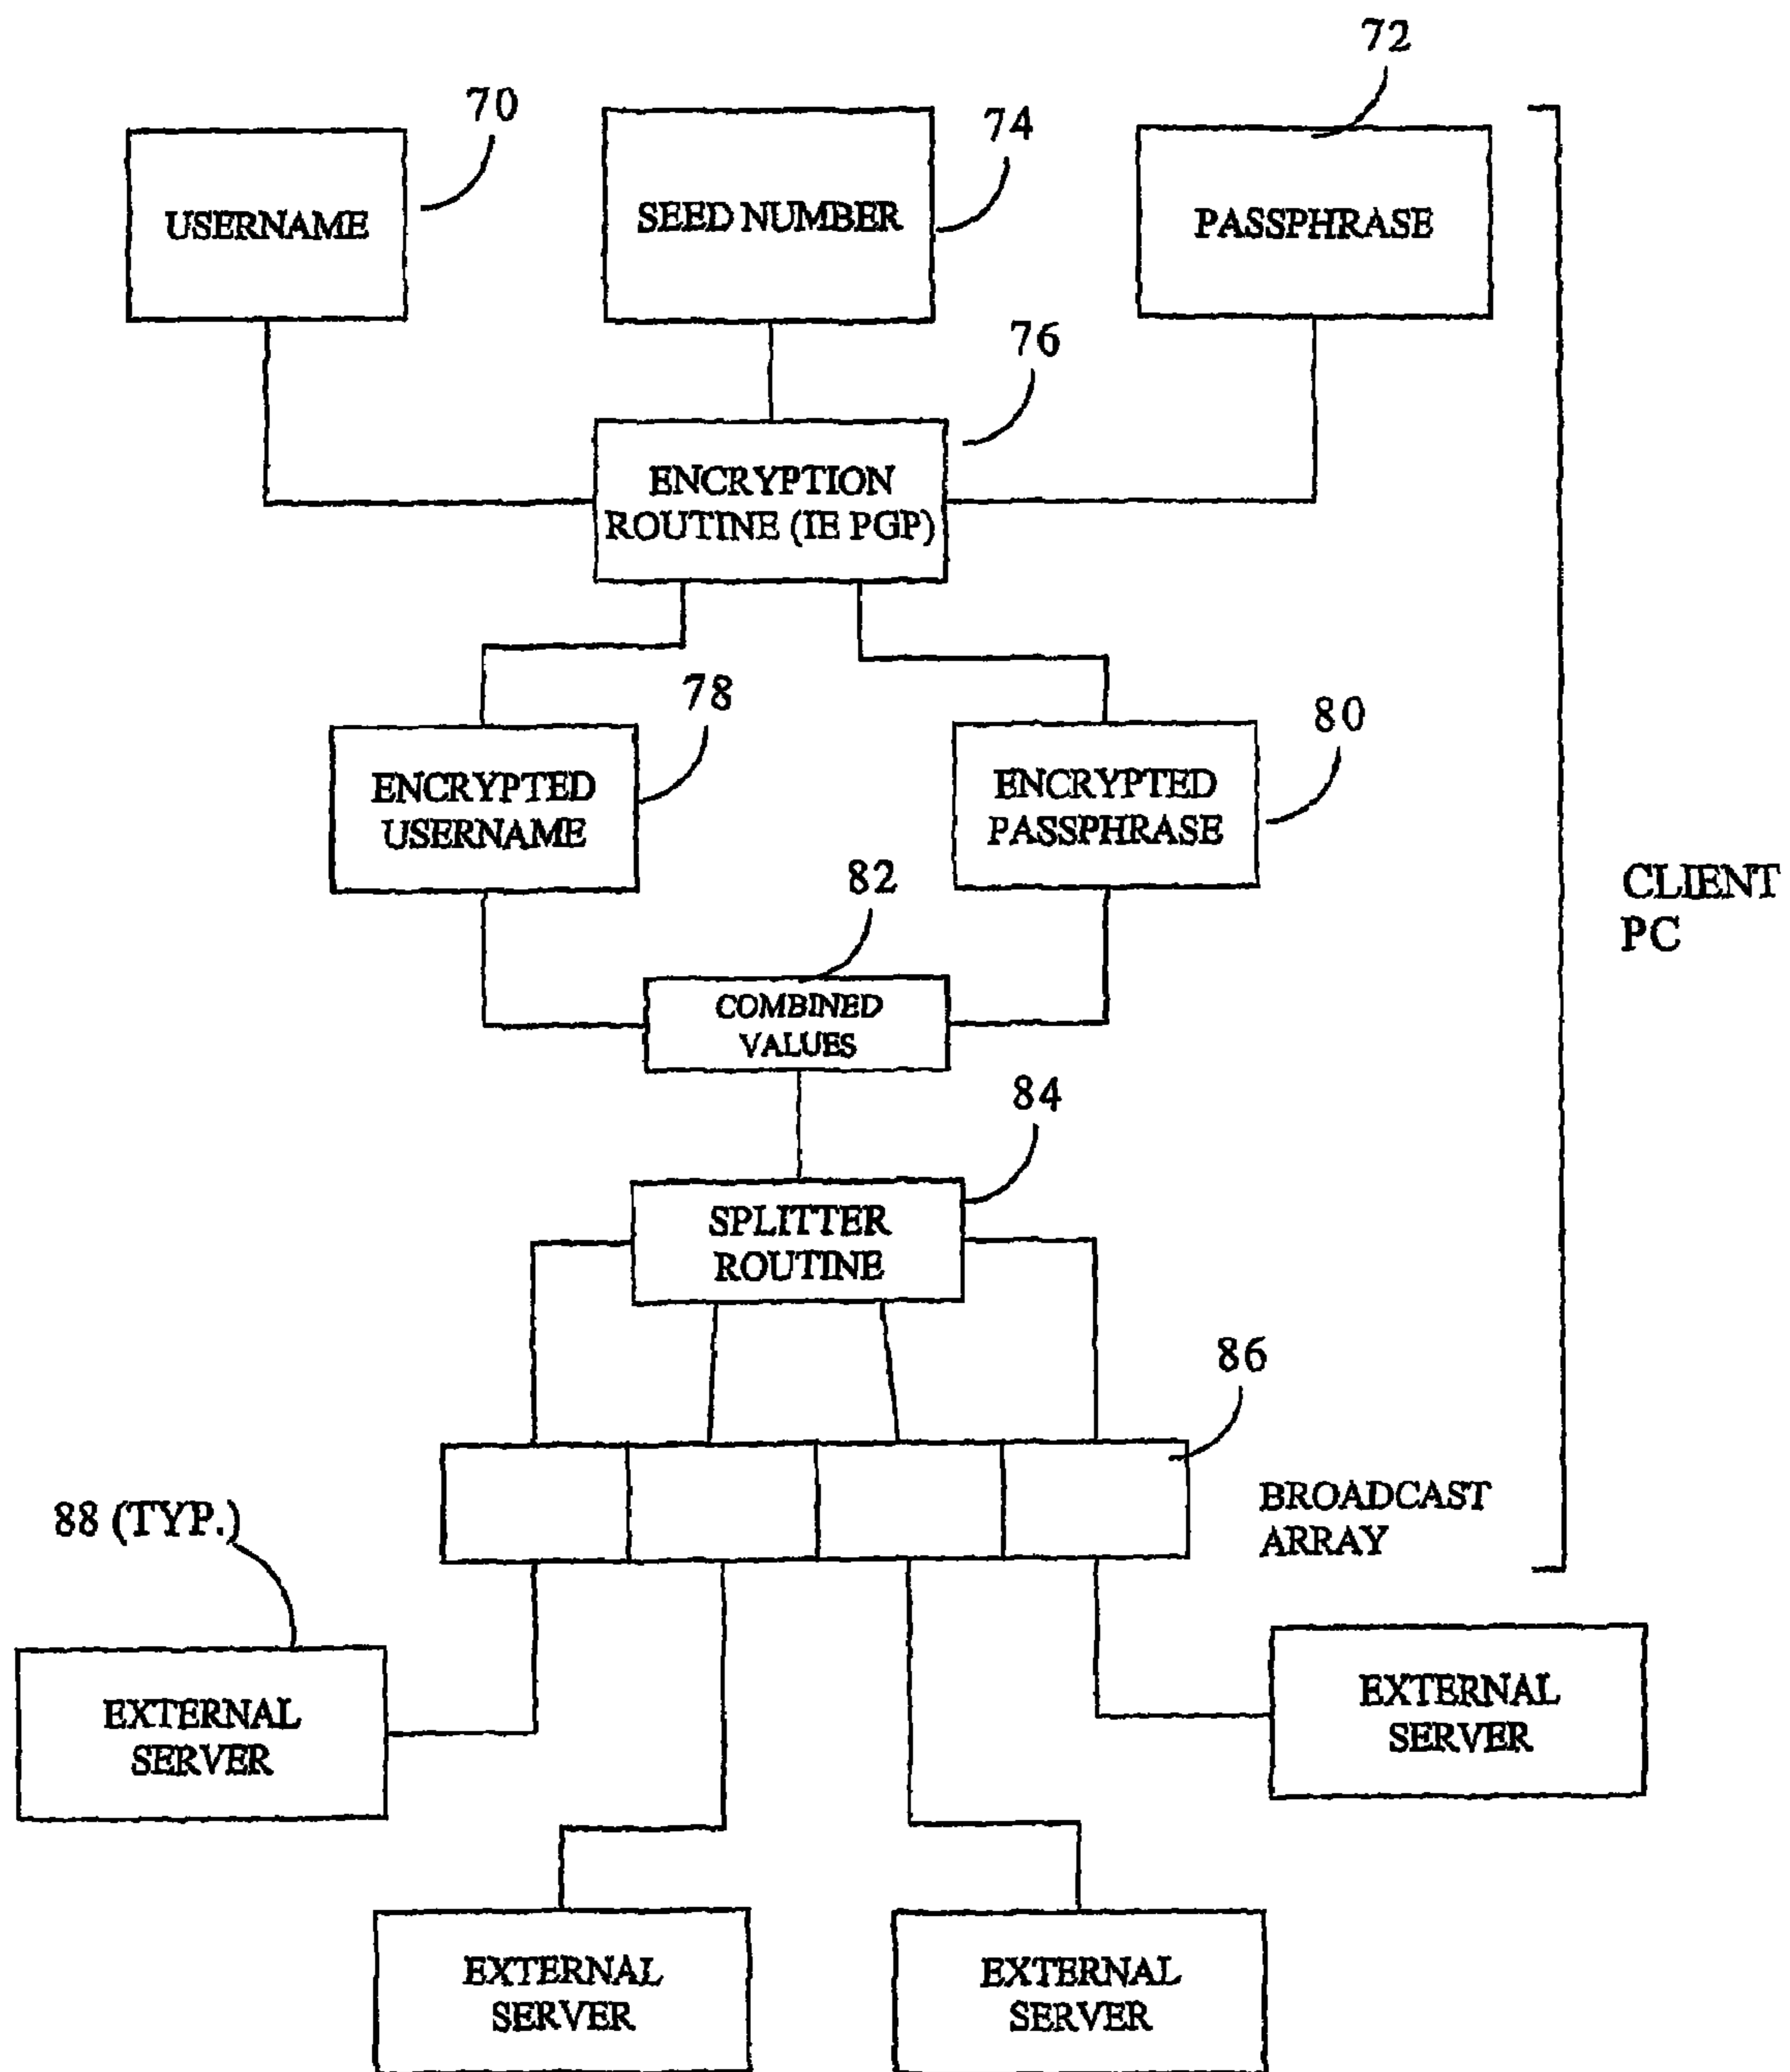 72
70
74
USERNAME
SEED NUMBER
PASSPHRASE
76
ENCRYPTION
ROUTINE (IE PGP)
78
80
ENCRYPTED
USERNAME
ENCRYPTED
PASSPHRASE
82
CLIENT
PC
COMBINED
VALUES
84
SPLITTER
ROUTINE
86
88 (TYP.)
BROADCAST
ARRAY
EXTERNAL
SERVER
EXTERNAL
SERVER
EXTERNAL
SERVER
EXTERNAL
SERVER